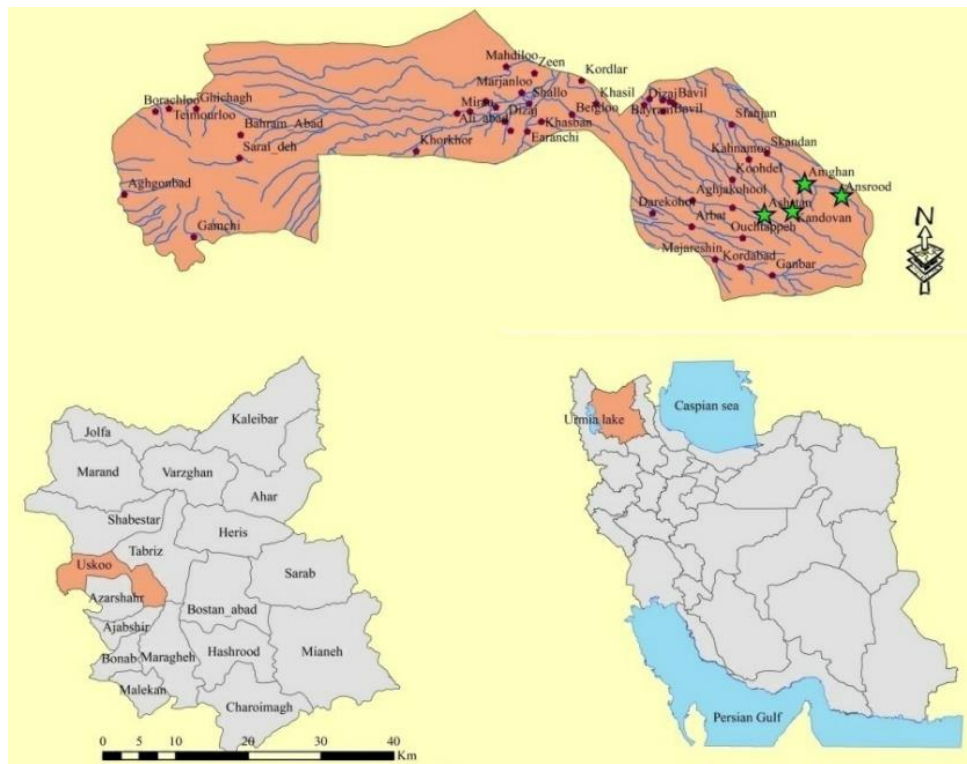 Mahdiloo
Zeen
Kordlar
Marjanloo
Shallo
Khasil
Dizaj
Bavil
Borachloo
Ghichagh
Teimourloo
Dizaj
Begloo
Bayram
Bavil
Ali_abad
Khasban
Sfanjan
Bahram_Abad
Earanchi
Khorkhor
Saral_deh
Kahnamoo
Skandan
Koohdel
Amghan
Aghgonbad
Aghjakohool
Ansrood
Darekohol
Ashtan
Kandovan
Gamchi
Arbat
Ouchtappeh
Majareshin
Kordabad
Ganbar
N
Kaleibar
Jolfa
Marand
Varzghan
Ahar
Shabestar
Heris
Tabriz
Uskoo
Sarab
Azarshahr
Bostan_abad
Ajabshir
Bonab
Maragheh
Hashrood
Mianeh
Malekan
Charoimagh
0 5 10 20 30 40
Km
Caspian sea
Urmia lake
Persian Gulf